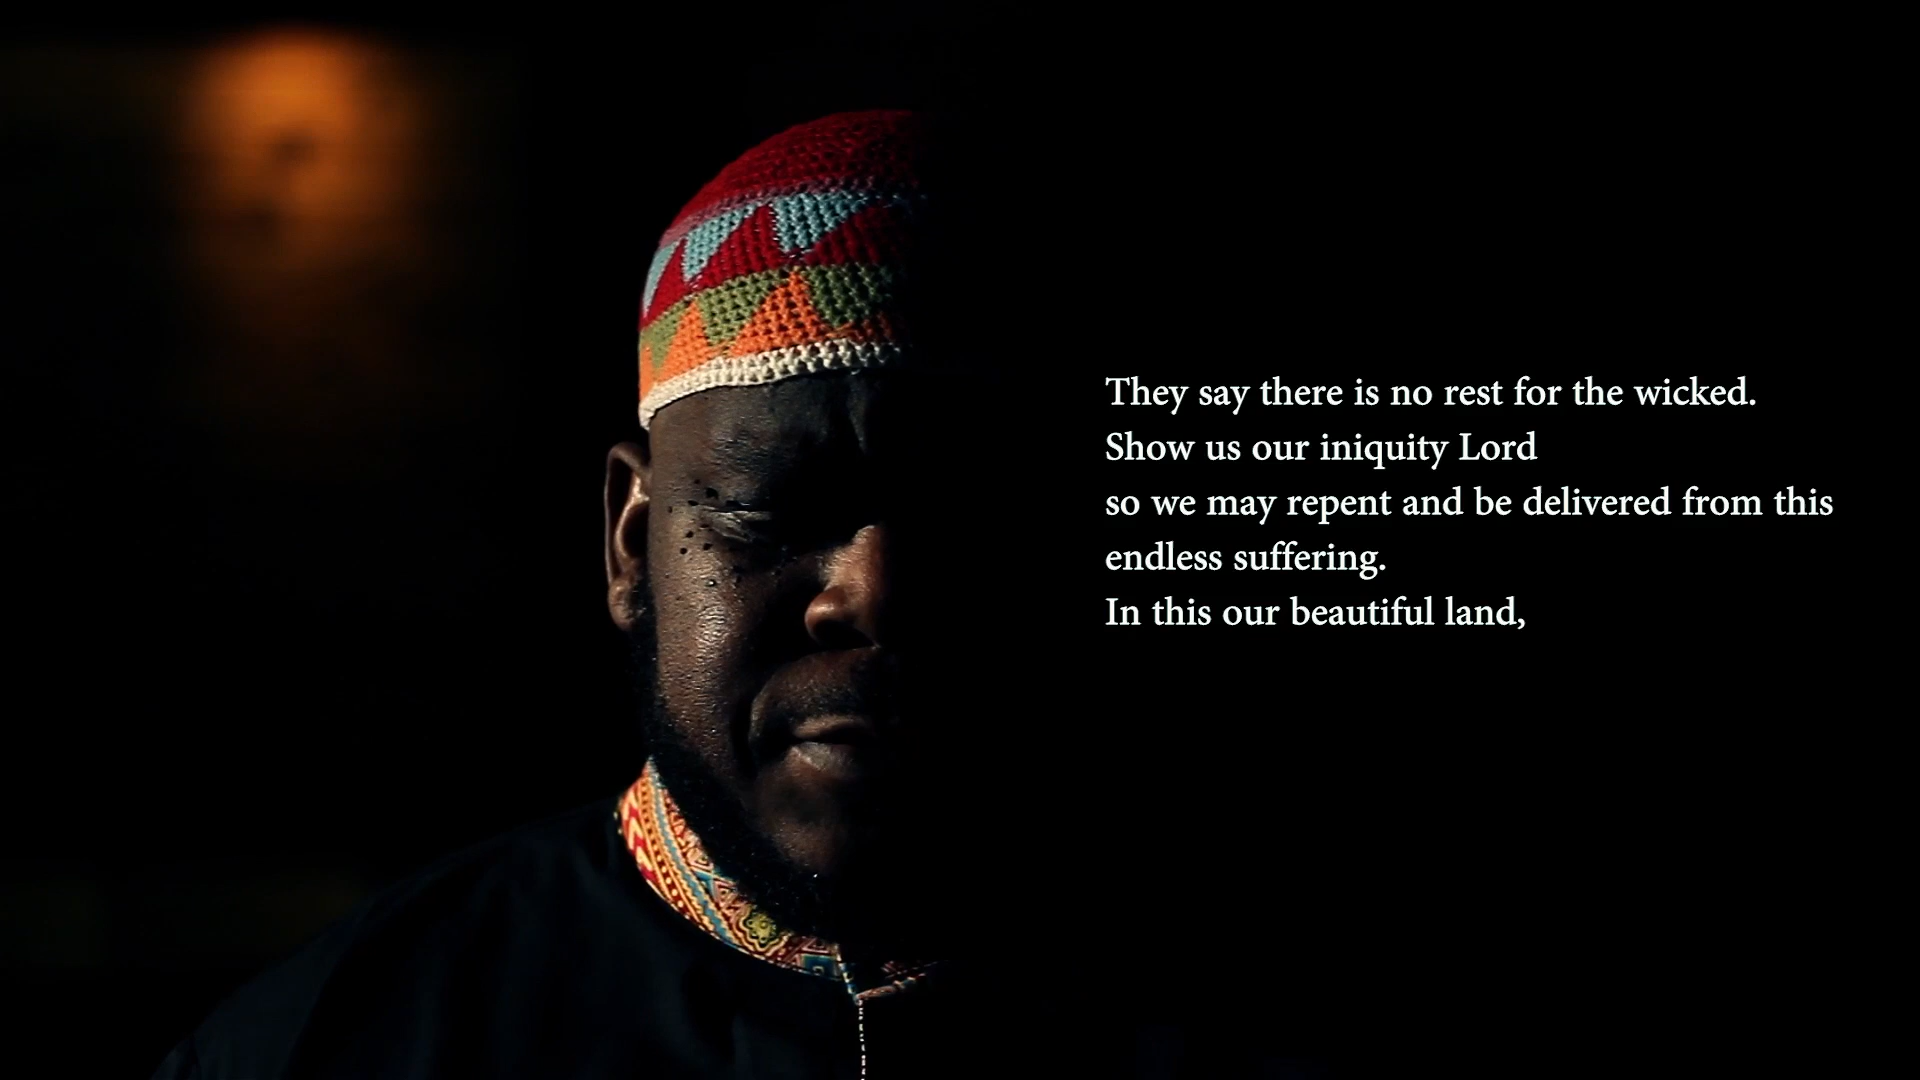 They say there is no rest for the wicked.
Show us our iniquity Lord
so we may repent and be delivered from this
endless suffering.
In this our beautiful land,